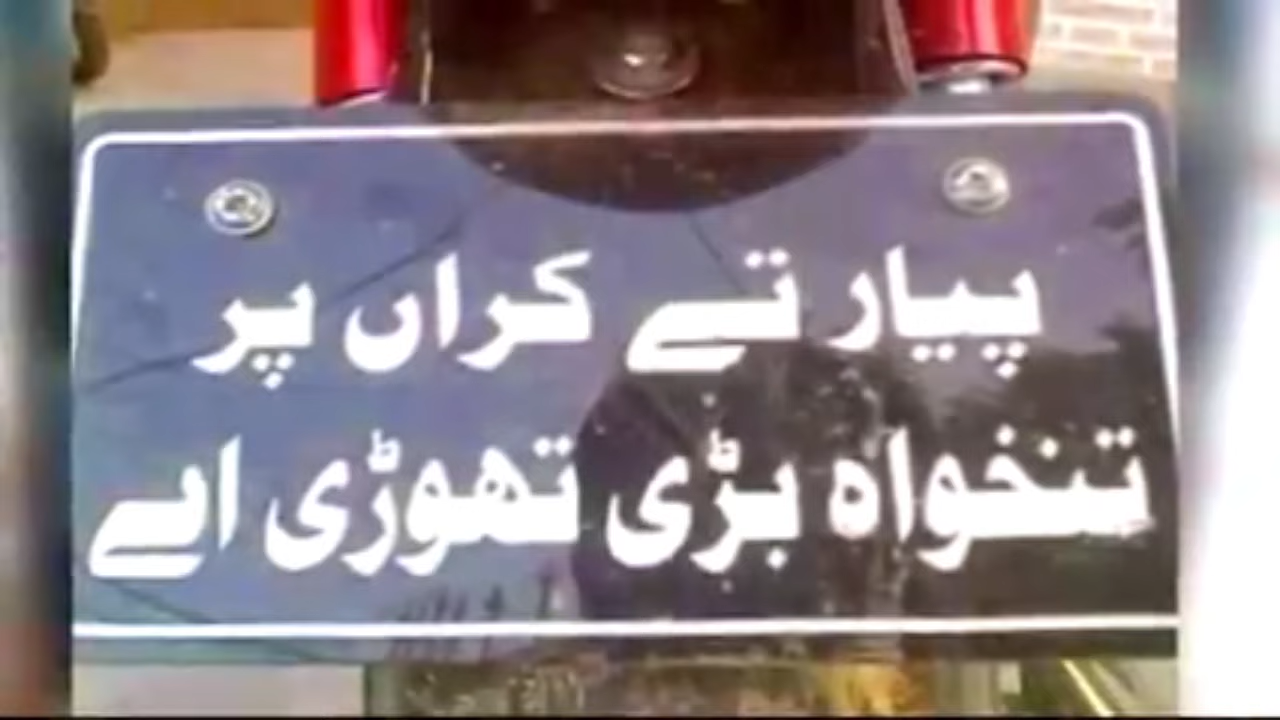 پیار تے کراں پر
تنخواہ بڑی تھوڑی اے